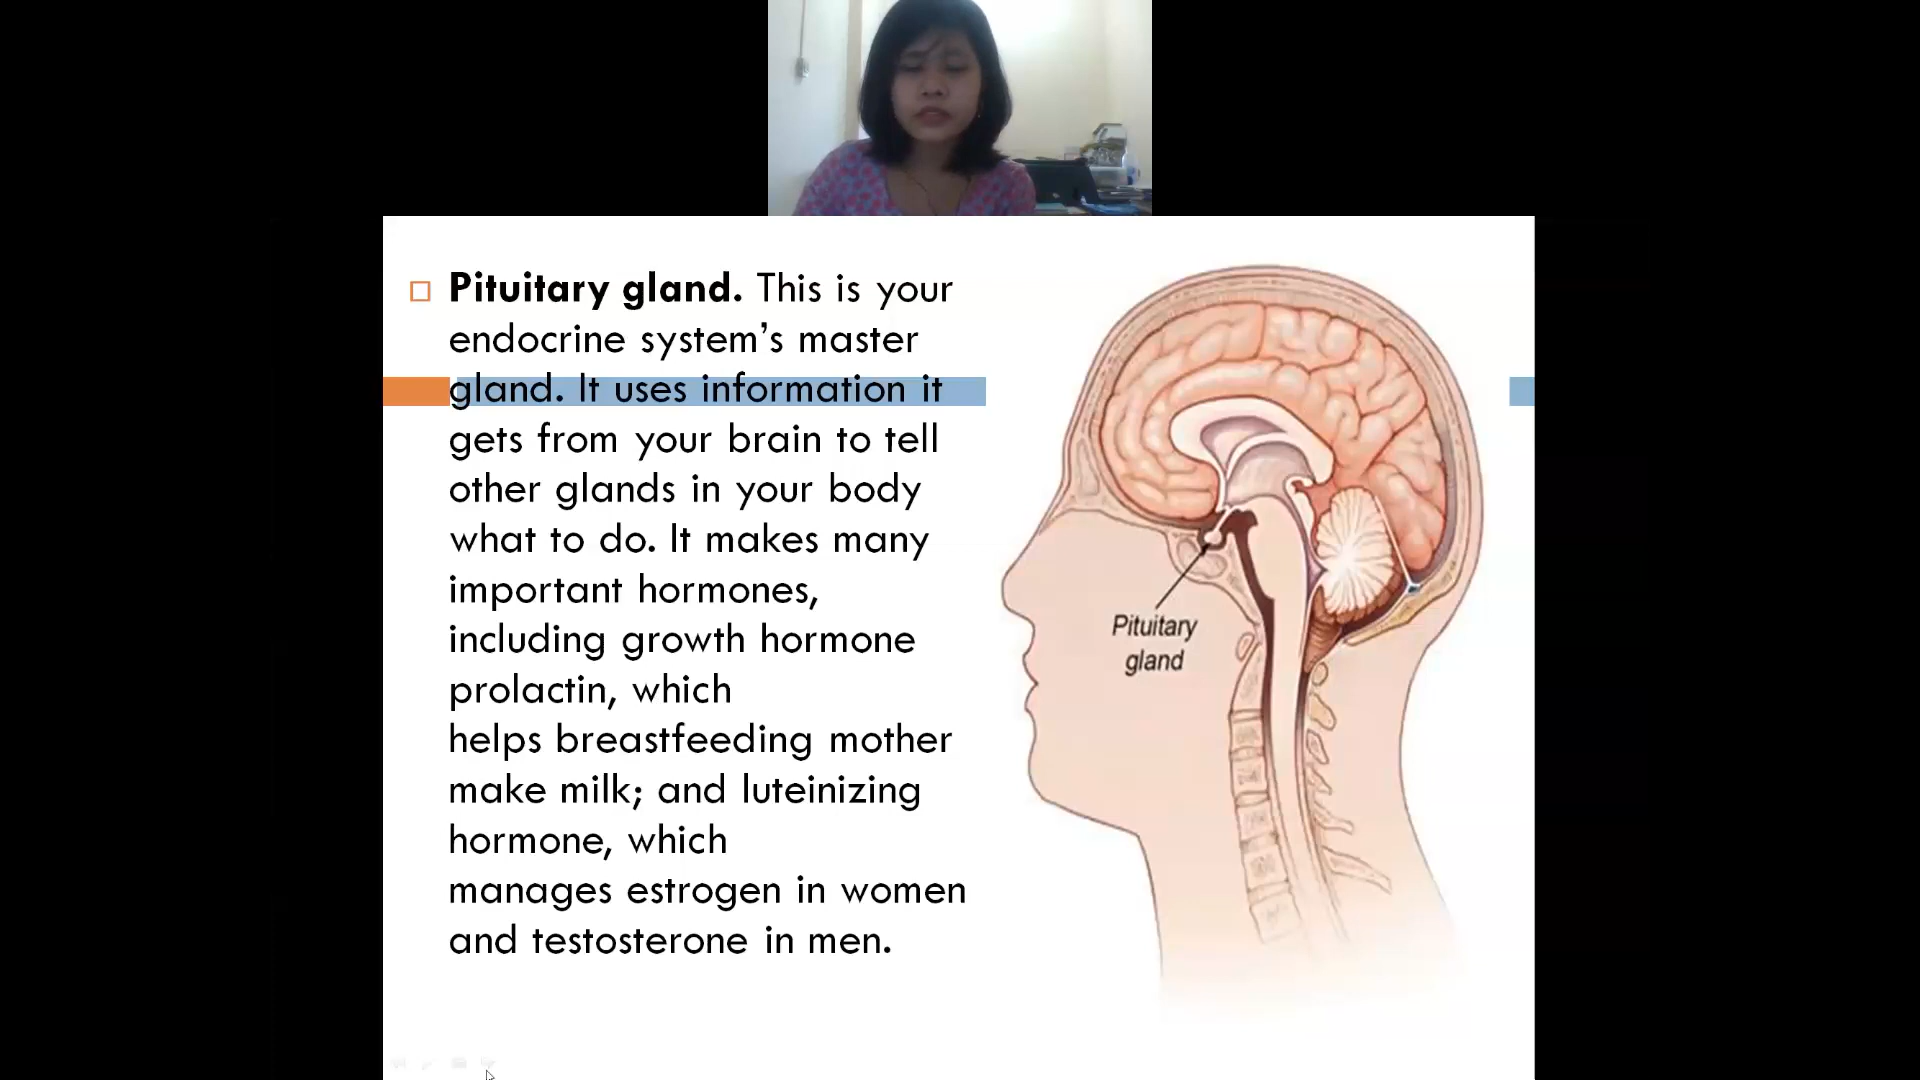 Pituitary gland. This is your
endocrine system’s master
gland. It uses information it
gets from your brain to tell
other glands in your body
what to do. It makes many
important hormones,
including growth hormone
prolactin, which
helps breastfeeding mother
make milk; and luteinizing
hormone, which
manages estrogen in women
and testosterone in men.
Pituitary
gland